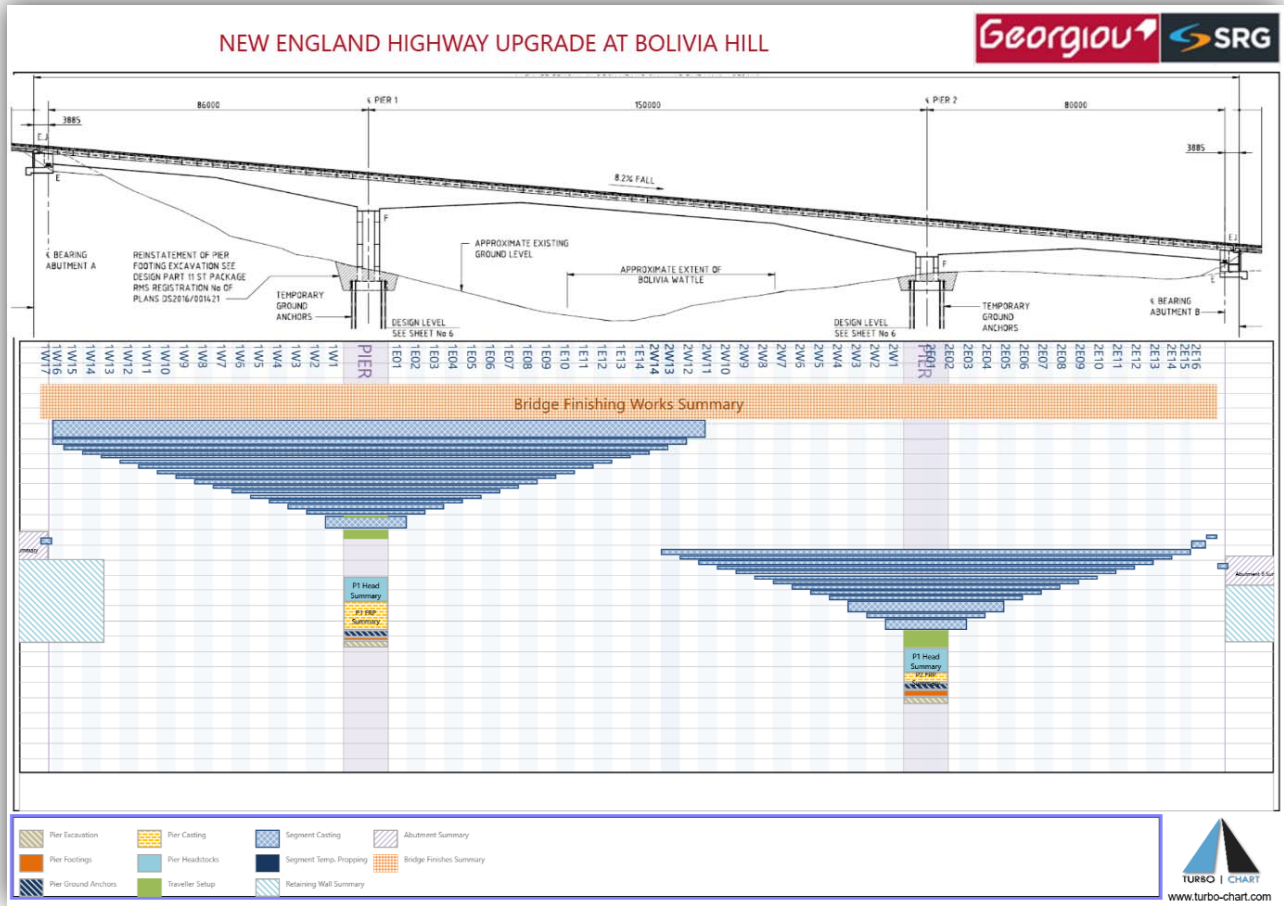 NEW ENGLAND HIGHWAY UPGRADE AT BOLIVIA HILL
Georgiou
SRG
86000
℄ PIER 1
150000
℄ PIER 2
80000
3885
3885
E.J
8.2% FALL
E
F
F
EJ
E
℄ BEARING
ABUTMENT A
REINSTATEMENT OF PIER
FOOTING EXCAVATION SEE
DESIGN PART 11 ST PACKAGE
RMS REGISTRATION No OF
PLANS DS2016/001421
TEMPORARY
GROUND
ANCHORS
DESIGN LEVEL
SEE SHEET No 6
APPROXIMATE EXISTING
GROUND LEVEL
APPROXIMATE EXTENT OF
BOLIVIA WATTLE
DESIGN LEVEL
SEE SHEET No 6
TEMPORARY
GROUND
ANCHORS
℄ BEARING
ABUTMENT B
1W17
1W16
1W15
1W14
1W13
1W12
1W11
1W10
1W9
1W8
1W7
1W6
1W5
1W4
1W3
1W2
1W1
PIER
1E01
1E02
1E03
1E04
1E05
1E06
1E07
1E08
1E09
1E10
1E11
1E12
1E13
1E14
2W14
2W13
2W12
2W11
2W10
2W9
2W8
2W7
2W6
2W5
2W4
2W3
2W2
2W1
PIER
2E01
2E02
2E03
2E04
2E05
2E06
2E07
2E08
2E09
2E10
2E11
2E12
2E13
2E14
2E15
2E16
Bridge Finishing Works Summary
P1 Head
Summary
P1 FRP
Summary
P1 Head
Summary
P2 FRP
Abutment B Sum
Pier Excavation
Pier Casting
Segment Casting
Abutment Summary
Pier Footings
Pier Headstocks
Segment Temp. Propping
Bridge Finishes Summary
Pier Ground Anchors
Traveller Setup
Retaining Wall Summary
TURBO | CHART
www.turbo-chart.com